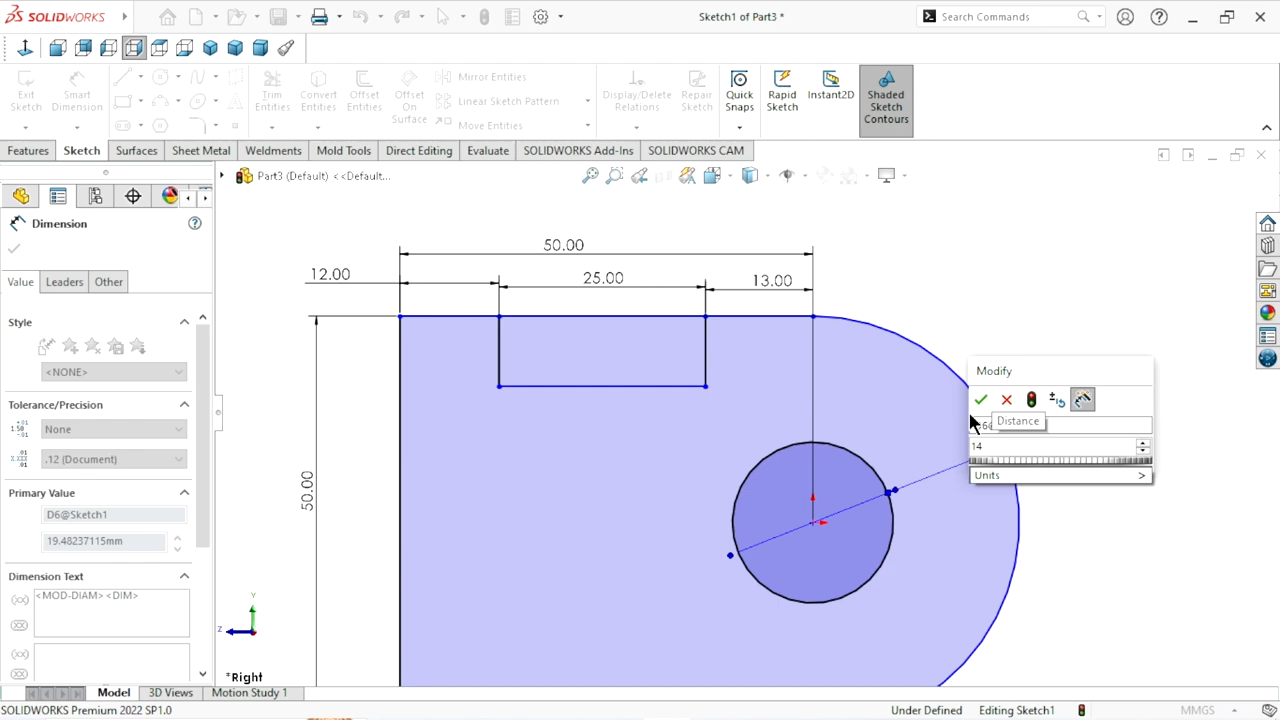 SOLIDWORKS
Sketch1 of Part3 *
Search Commands
Exit Sketch
Smart Dimension
Trim Entities
Convert Entities
Offset Entities
Offset On Surface
Mirror Entities
Linear Sketch Pattern
Move Entities
Display/Delete Relations
Repair Sketch
Quick Snaps
Rapid Sketch
Instant2D
Shaded Sketch Contours
Features
Sketch
Surfaces
Sheet Metal
Weldments
Mold Tools
Direct Editing
Evaluate
SOLIDWORKS Add-Ins
SOLIDWORKS CAM
Part3 (Default) <<Default...
Dimension
Value
Leaders
Other
Style
<NONE>
Tolerance/Precision
None
.12 (Document)
Primary Value
D6@Sketch1
19.48237115mm
Dimension Text
<MOD-DIAM><DIM>
50.00
12.00
25.00
13.00
50.00
Modify
Distance
14
Units >
Y
Z
*Right
Model
3D Views
Motion Study 1
SOLIDWORKS Premium 2022 SP1.0
Under Defined
Editing Sketch1
MMGS